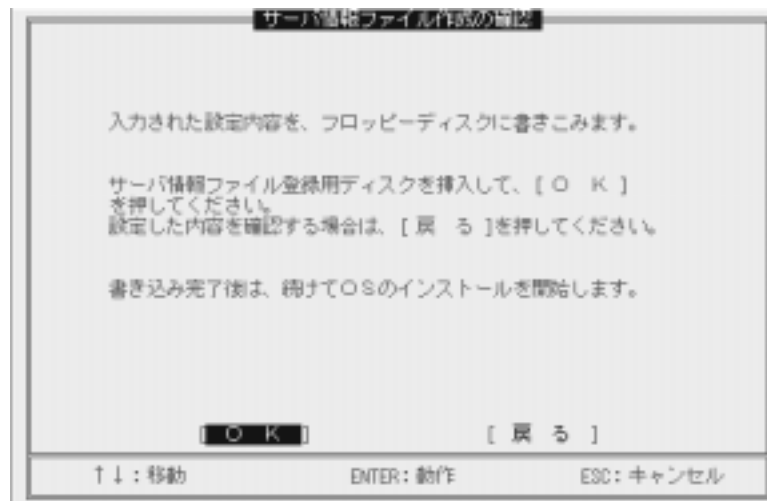 サーバ情報ファイル作成の確認
入力された設定内容を、フロッピーディスクに書きこみます。
サーバ情報ファイル登録用ディスクを挿入して、[ O K ]
を押してください。
設定した内容を確認する場合は、[ 戻 る ]を押してください。
書き込み完了後は、続けてOSのインストールを開始します。
[ O K ] [ 戻 る ]
↑↓:移動 ENTER:動作 ESC:キャンセル